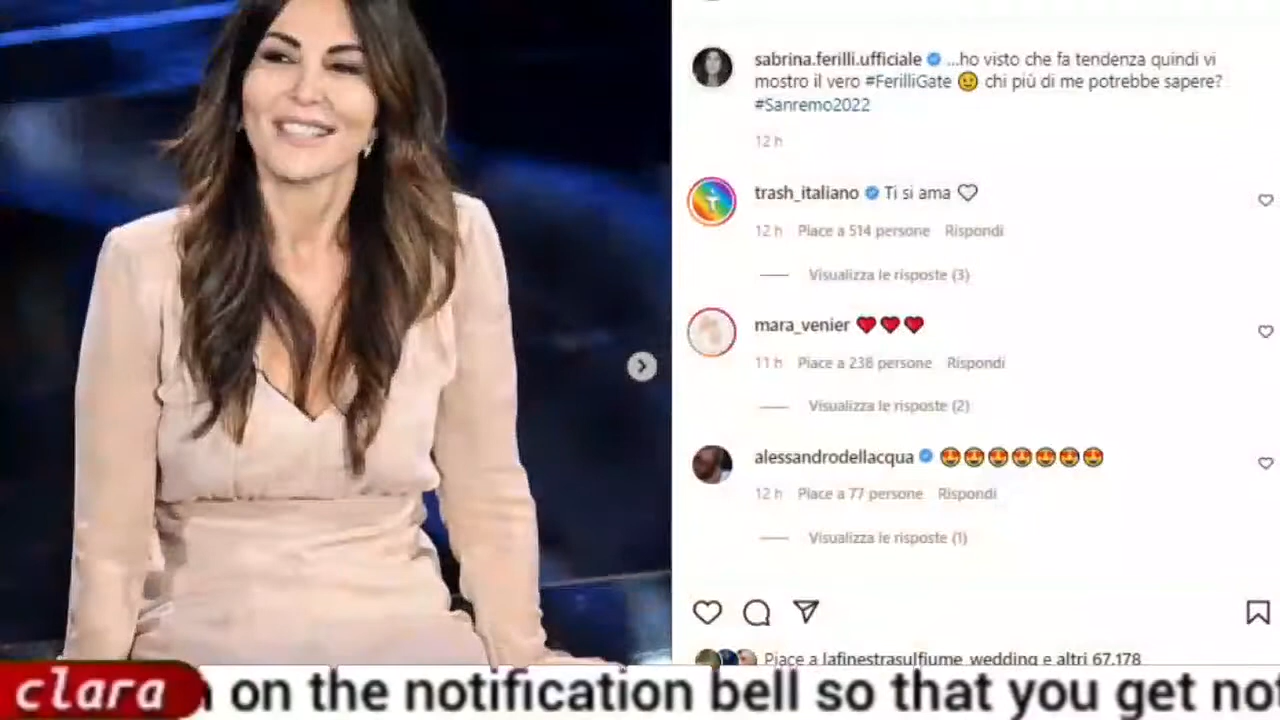 sabrina.ferilli.ufficiale ...ho visto che fa tendenza quindi vi
mostro il vero #FerilliGate 😉 chi più di me potrebbe sapere?
#Sanremo2022
12 h
trash_italiano Ti si ama ♡
12 h Piace a 514 persone Rispondi
Visualizza le risposte (3)
mara_venier ❤️❤️❤️
11 h Piace a 238 persone Rispondi
Visualizza le risposte (2)
alessandrodellacqua 😍😍😍😍😍😍😍
12 h Piace a 77 persone Rispondi
Visualizza le risposte (1)
Piace a lafinestrasulfiume_wedding e altri 67.178
clara
on the notification bell so that you get not